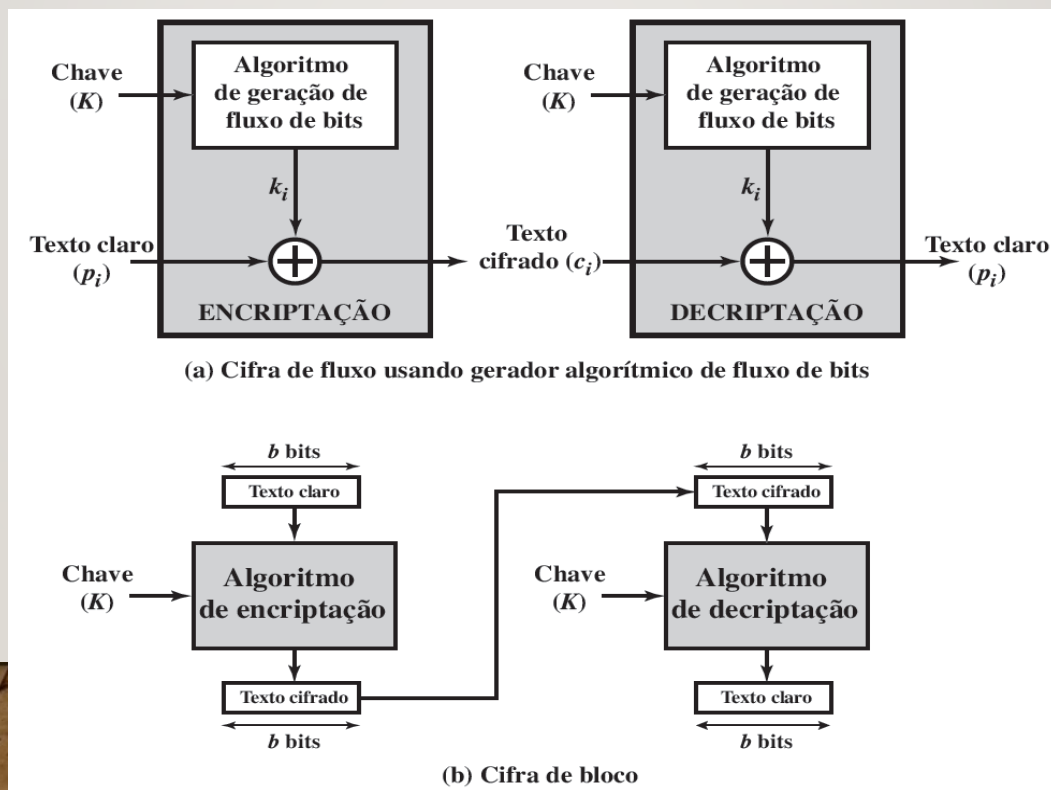 Chave
(K)
Algoritmo
de geração de
fluxo de bits
k_i
Texto claro
(p_i)
ENCRIPTAÇÃO
Texto
cifrado (c_i)
Chave
(K)
Algoritmo
de geração de
fluxo de bits
k_i
Texto claro
(p_i)
DECRIPTAÇÃO
(a) Cifra de fluxo usando gerador algorítmico de fluxo de bits
b bits
Texto claro
Chave
(K)
Algoritmo
de encriptação
Texto cifrado
b bits
b bits
Texto cifrado
Chave
(K)
Algoritmo
de decriptação
Texto claro
b bits
(b) Cifra de bloco